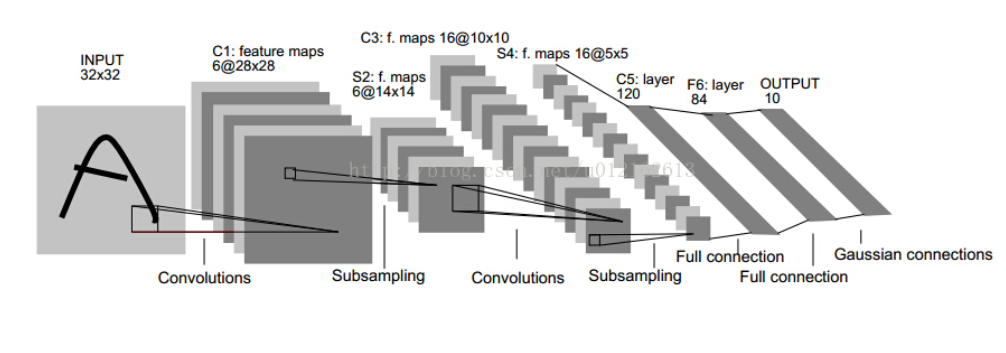 INPUT
32x32
C1: feature maps
6@28x28
S2: f. maps
6@14x14
C3: f. maps 16@10x10
S4: f. maps 16@5x5
C5: layer
120
F6: layer
84
OUTPUT
10
Convolutions
Subsampling
Convolutions
Subsampling
Full connection
Full connection
Gaussian connections